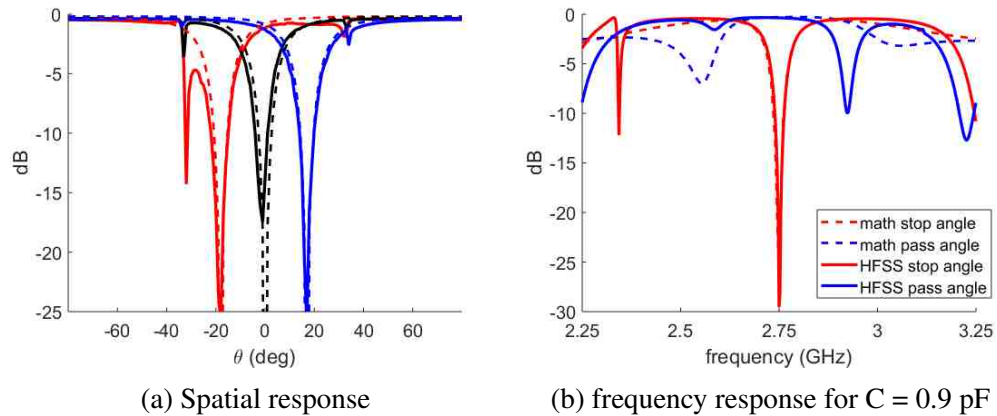 0
-5
-10
-15
-20
-25
dB
-60
-40
-20
0
20
40
60
θ (deg)
(a) Spatial response
0
-5
-10
-15
-20
-25
-30
dB
2.25
2.5
2.75
3
3.25
frequency (GHz)
math stop angle
math pass angle
HFSS stop angle
HFSS pass angle
(b) frequency response for C = 0.9 pF